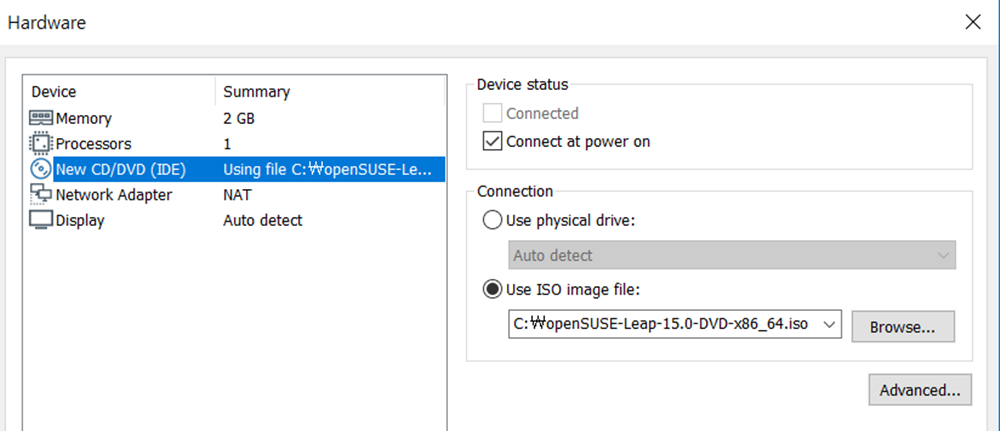 Hardware
Device Summary
Memory 2 GB
Processors 1
New CD/DVD (IDE) Using file C:₩openSUSE-Le...
Network Adapter NAT
Display Auto detect
Device status
Connected
Connect at power on
Connection
Use physical drive:
Auto detect
Use ISO image file:
C:₩openSUSE-Leap-15.0-DVD-x86_64.iso
Browse...
Advanced...